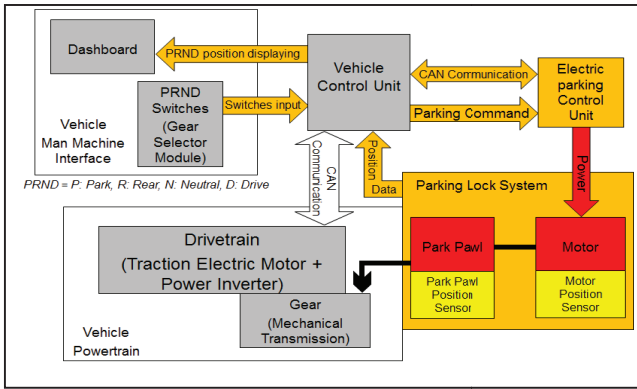 Dashboard
PRND position displaying
Vehicle
Control Unit
CAN Communication
Electric
parking
Control
Unit
PRND
Switches
(Gear
Selector
Module)
Switches input
Parking Command
Vehicle
Man Machine
Interface
PRND = P: Park, R: Rear, N: Neutral, D: Drive
CAN
Communication
Position
Data
Power
Parking Lock System
Drivetrain
(Traction Electric Motor +
Power Inverter)
Park Pawl
Motor
Park Pawl
Position
Sensor
Motor
Position
Sensor
Gear
(Mechanical
Transmission)
Vehicle
Powertrain